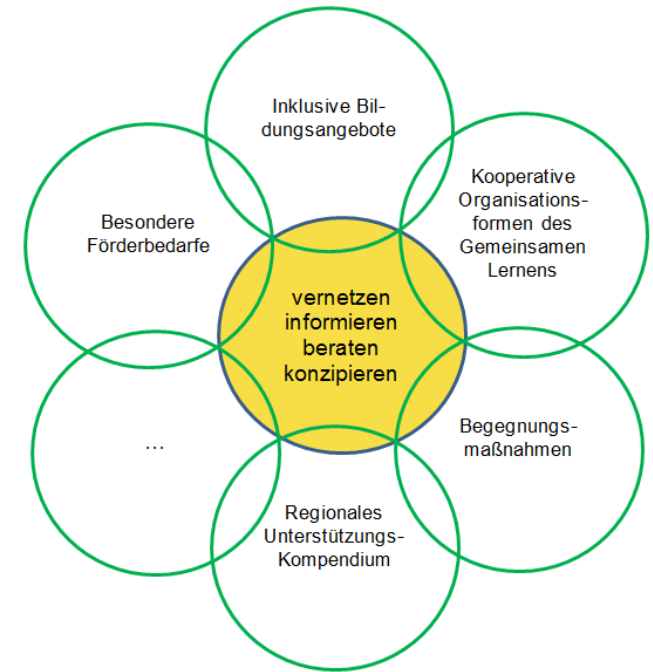 Inklusive Bil-
dungsangebote
Kooperative
Organisations-
formen des
Gemeinsamen
Lernens
Besondere
Förderbedarfe
vernetzen
informieren
beraten
konzipieren
Begegnungs-
maßnahmen
...
Regionales
Unterstützungs-
Kompendium